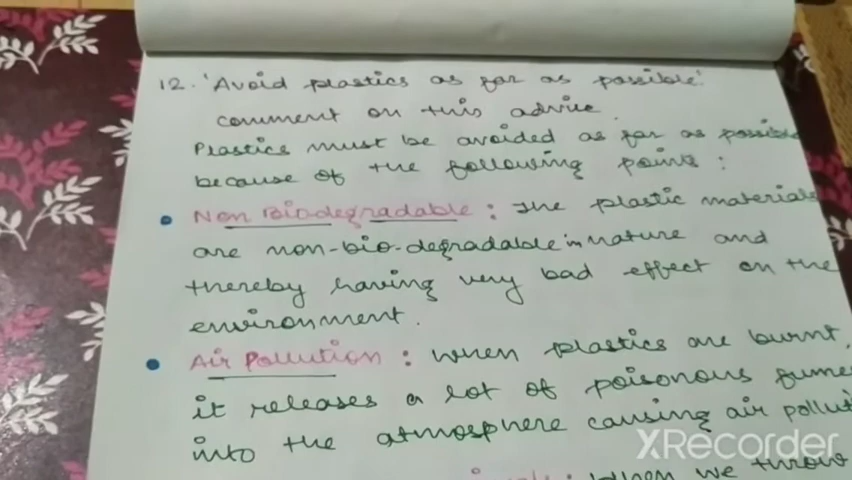 12. 'Avoid plastics as far as possible'
comment on this advice.
Plastics must be avoided as far as possible
because of the following points :
• Non Biodegradable : The plastic materials
are non-bio-degradable in nature and
thereby having very bad effect on the
environment.
• Air Pollution : When plastics are burnt,
it releases a lot of poisonous fumes
into the atmosphere causing air pollut
: When we throw
XRecorder